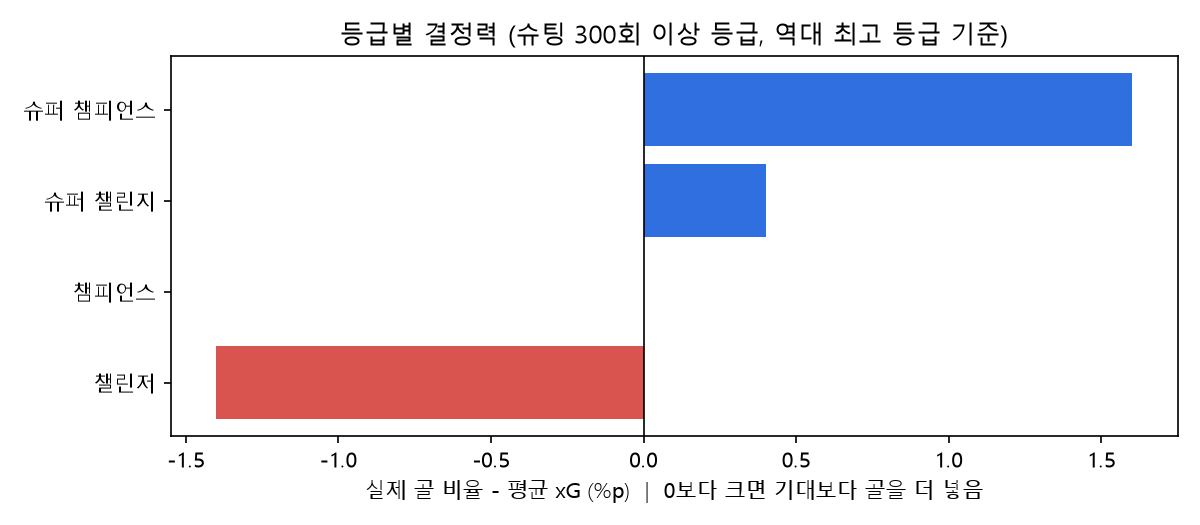 등급별 결정력 (슈팅 300회 이상 등급, 역대 최고 등급 기준)
슈퍼 챔피언스
슈퍼 챌린지
챔피언스
챌린저
-1.5 -1.0 -0.5 0.0 0.5 1.0 1.5
실제 골 비율 - 평균 xG (%p) | 0보다 크면 기대보다 골을 더 넣음